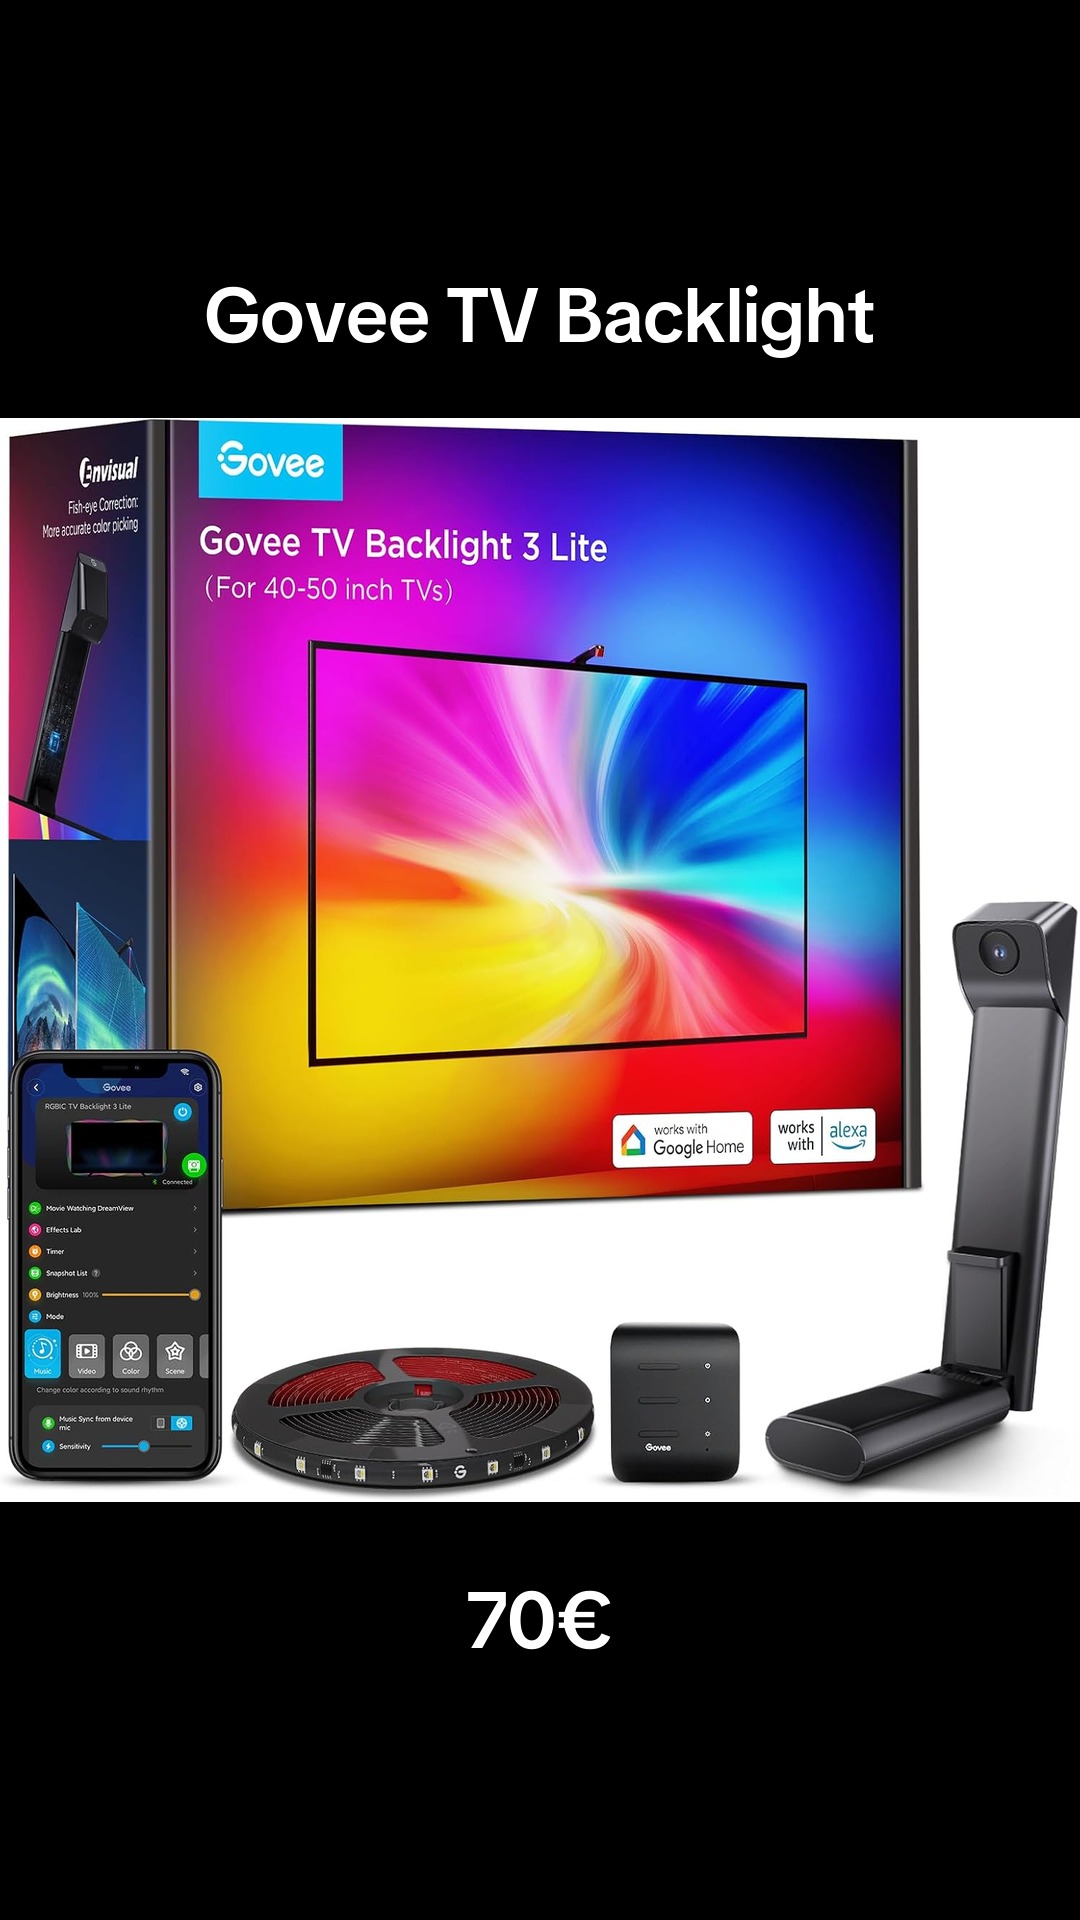 Govee TV Backlight
Envisual
Fish-eye Correction:
More accurate color picking
Govee
Govee TV Backlight 3 Lite
(For 40-50 inch TVs)
works with
Google Home
works
with
alexa
Govee
RGBIC TV Backlight 3 Lite
Connected
Movie Watching DreamView
Effects Lab
Timer
Snapshot List ?
Brightness 100%
Mode
Music Video Color Scene
Change color according to sound rhythm
Music Sync from device
mic
Sensitivity
G
Govee
70€